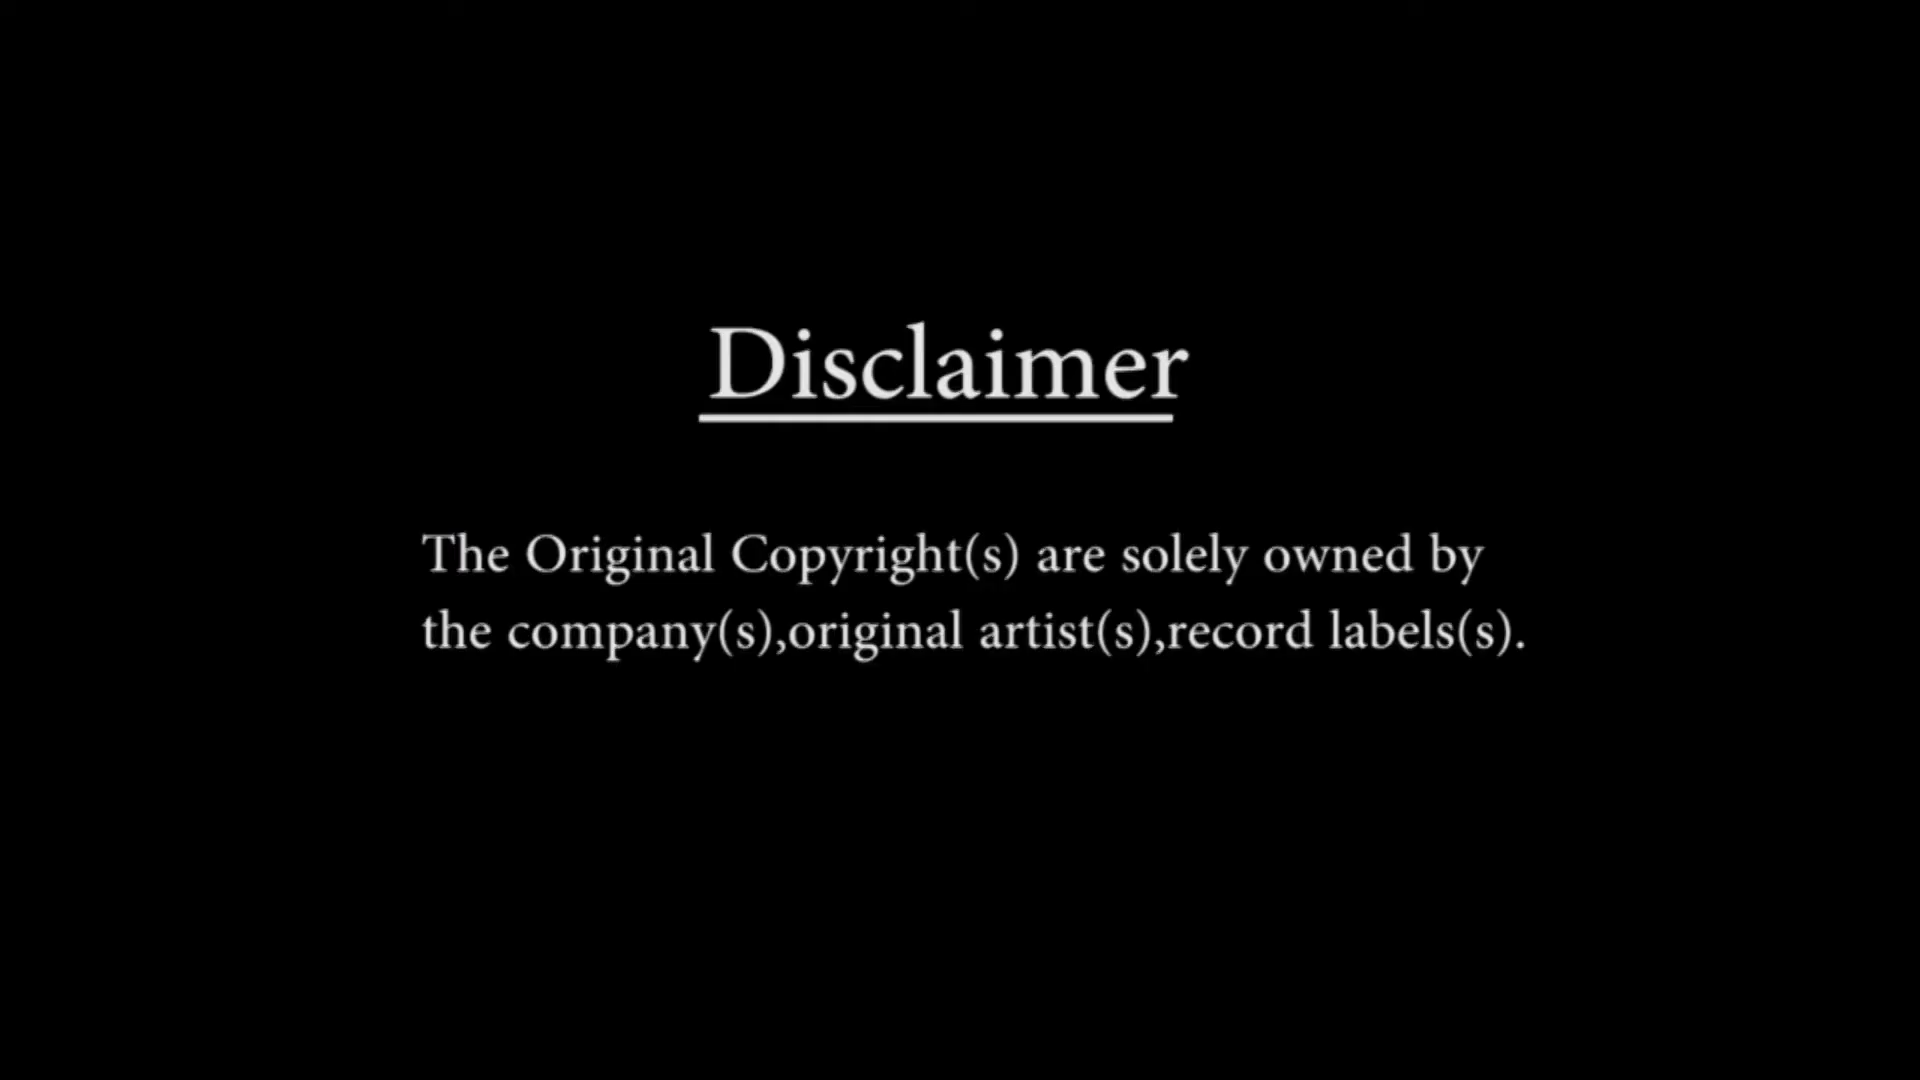 Disclaimer
The Original Copyright(s) are solely owned by
the company(s),original artist(s),record labels(s).